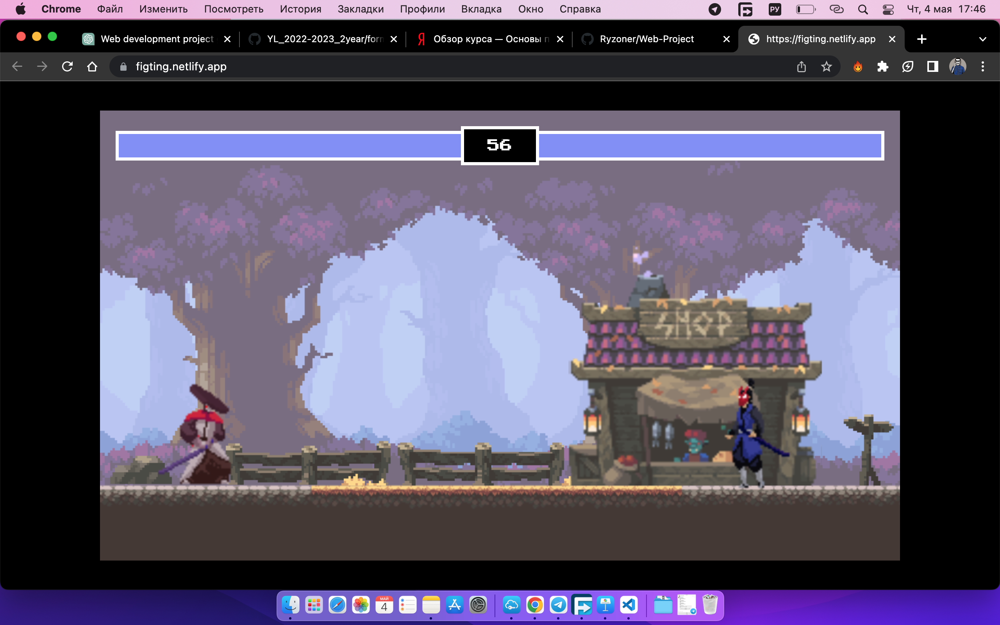 Chrome Файл Изменить Посмотреть История Закладки Профили Вкладка Окно Справка РУ Чт, 4 мая 17:46
Web development project YL_2022-2023_2year/forn Обзор курса — Основы п Ryzoner/Web-Project https://figting.netlify.app
figting.netlify.app
56
SHOP
МАЙ
4